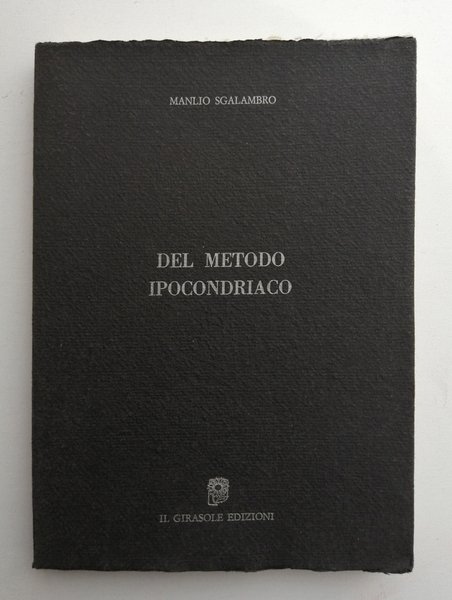 MANLIO SGALAMBRO
DEL METODO
IPOCONDRIACO
IL GIRASOLE EDIZIONI